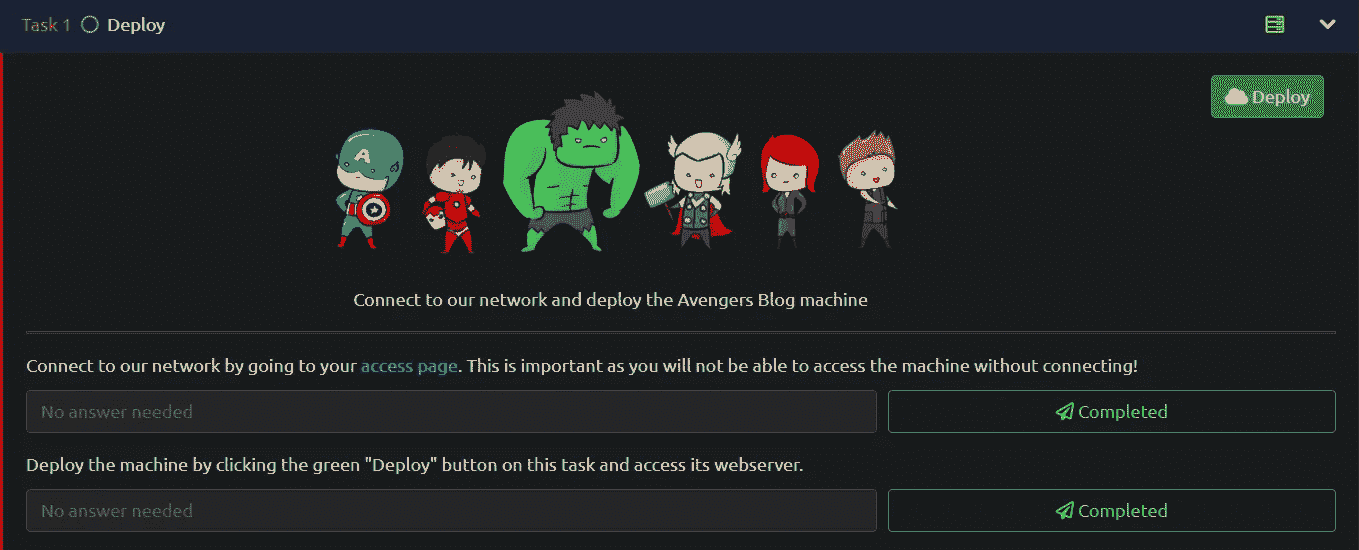 Task 1 Deploy
Deploy
A
Connect to our network and deploy the Avengers Blog machine
Connect to our network by going to your access page. This is important as you will not be able to access the machine without connecting!
No answer needed
Completed
Deploy the machine by clicking the green "Deploy" button on this task and access its webserver.
No answer needed
Completed